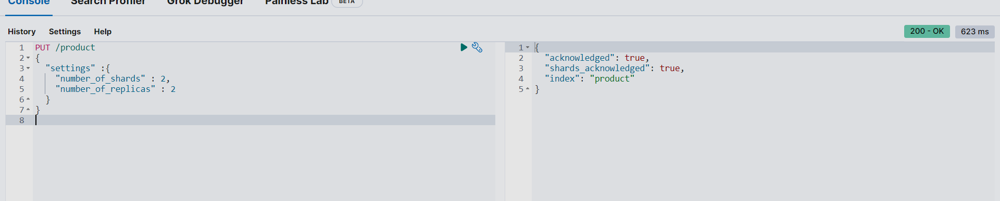 Console Search Profiler Grok Debugger Painless Lab BETA
History Settings Help
200 - OK 623 ms
1 PUT /product
2 {
3 "settings" :{
4 "number_of_shards" : 2,
5 "number_of_replicas" : 2
6 }
7 }
8
1 {
2 "acknowledged": true,
3 "shards_acknowledged": true,
4 "index": "product"
5 }